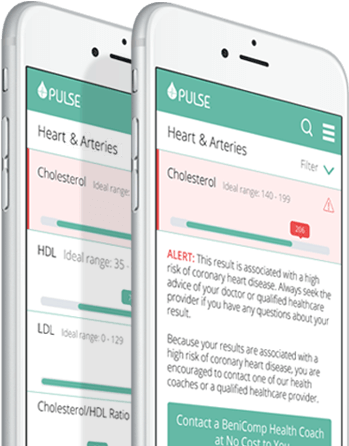 PULSE
Heart & Arteries
Cholesterol Ideal range:
HDL Ideal range: 35 -
LDL Ideal range: 0 - 129
Cholesterol/HDL Ratio
PULSE
Heart & Arteries
Filter
Cholesterol Ideal range: 140 - 199
206
ALERT: This result is associated with a high
risk of coronary heart disease. Always seek the
advice of your doctor or qualified healthcare
provider if you have any questions about your
result.
Because your results are associated with a
high risk of coronary heart disease, you are
encouraged to contact one of our health
coaches or a qualified healthcare provider.
Contact a BeniComp Health Coach
at No Cost to You